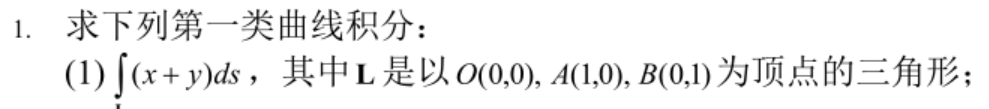 1. 求下列第一类曲线积分：
(1) ∫_L (x + y)ds， 其中 L 是以 O(0,0), A(1,0), B(0,1) 为顶点的三角形；